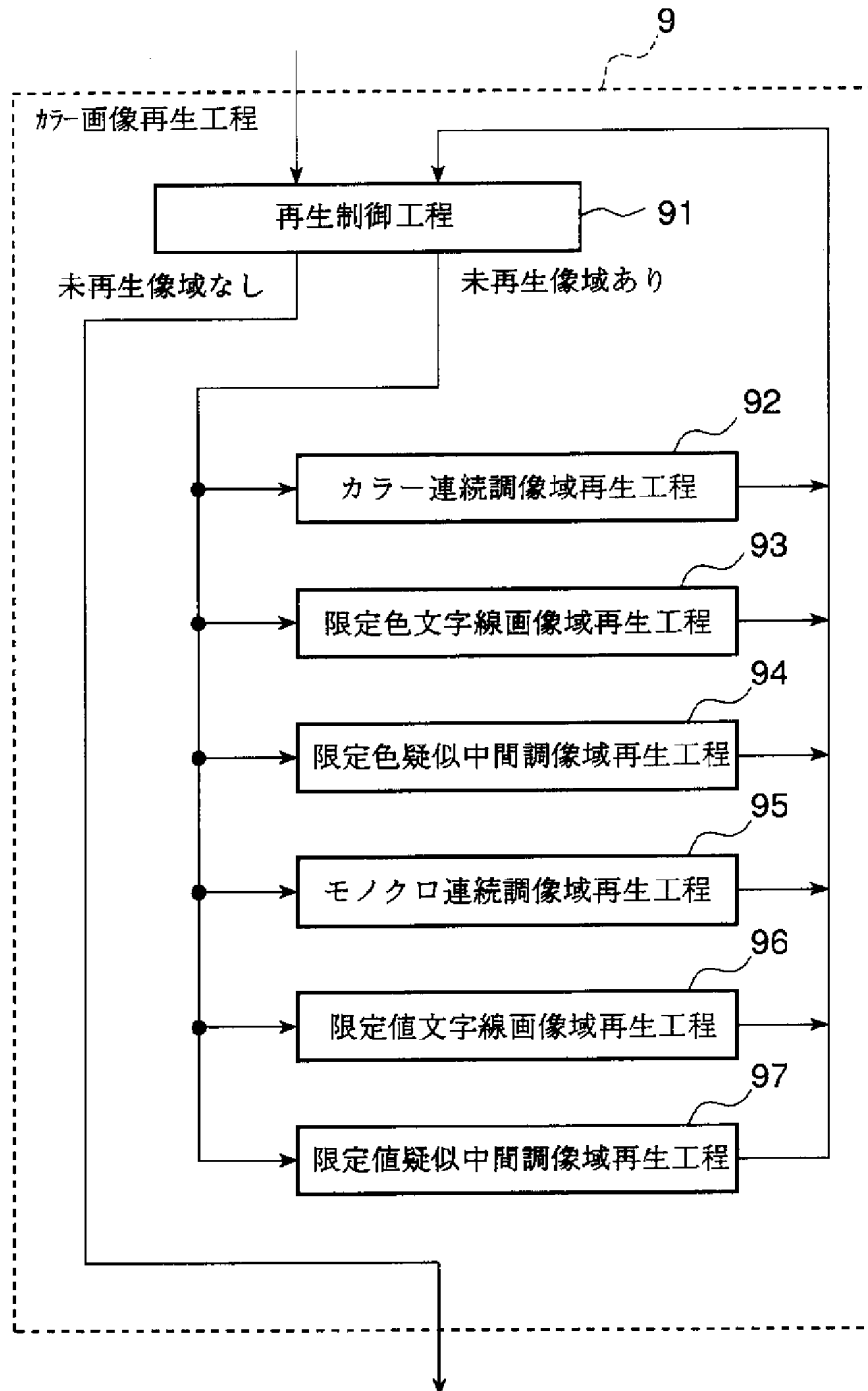 9
カラー画像再生工程
再生制御工程
91
未再生像域なし
未再生像域あり
92
カラー連続調像域再生工程
93
限定色文字線画像域再生工程
94
限定色疑似中間調像域再生工程
95
モノクロ連続調像域再生工程
96
限定値文字線画像域再生工程
97
限定値疑似中間調像域再生工程